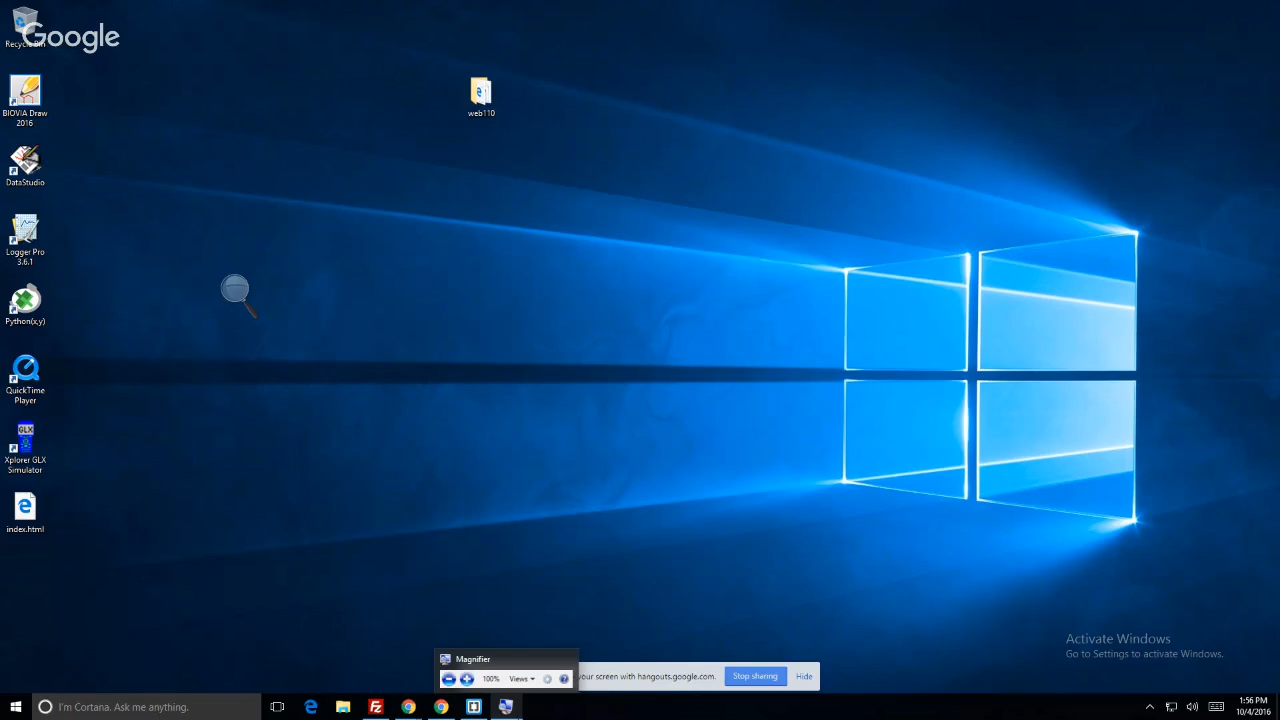 Recycle Bin
Google
web110
BIOVIA Draw
2016
DataStudio
Logger Pro
3.6.1
Python(x,y)
QuickTime
Player
GLX
Xplorer GLX
Simulator
index.html
Activate Windows
Go to Settings to activate Windows.
Magnifier
100% Views
your screen with hangouts.google.com. Stop sharing Hide
I'm Cortana. Ask me anything.
1:56 PM
10/4/2016